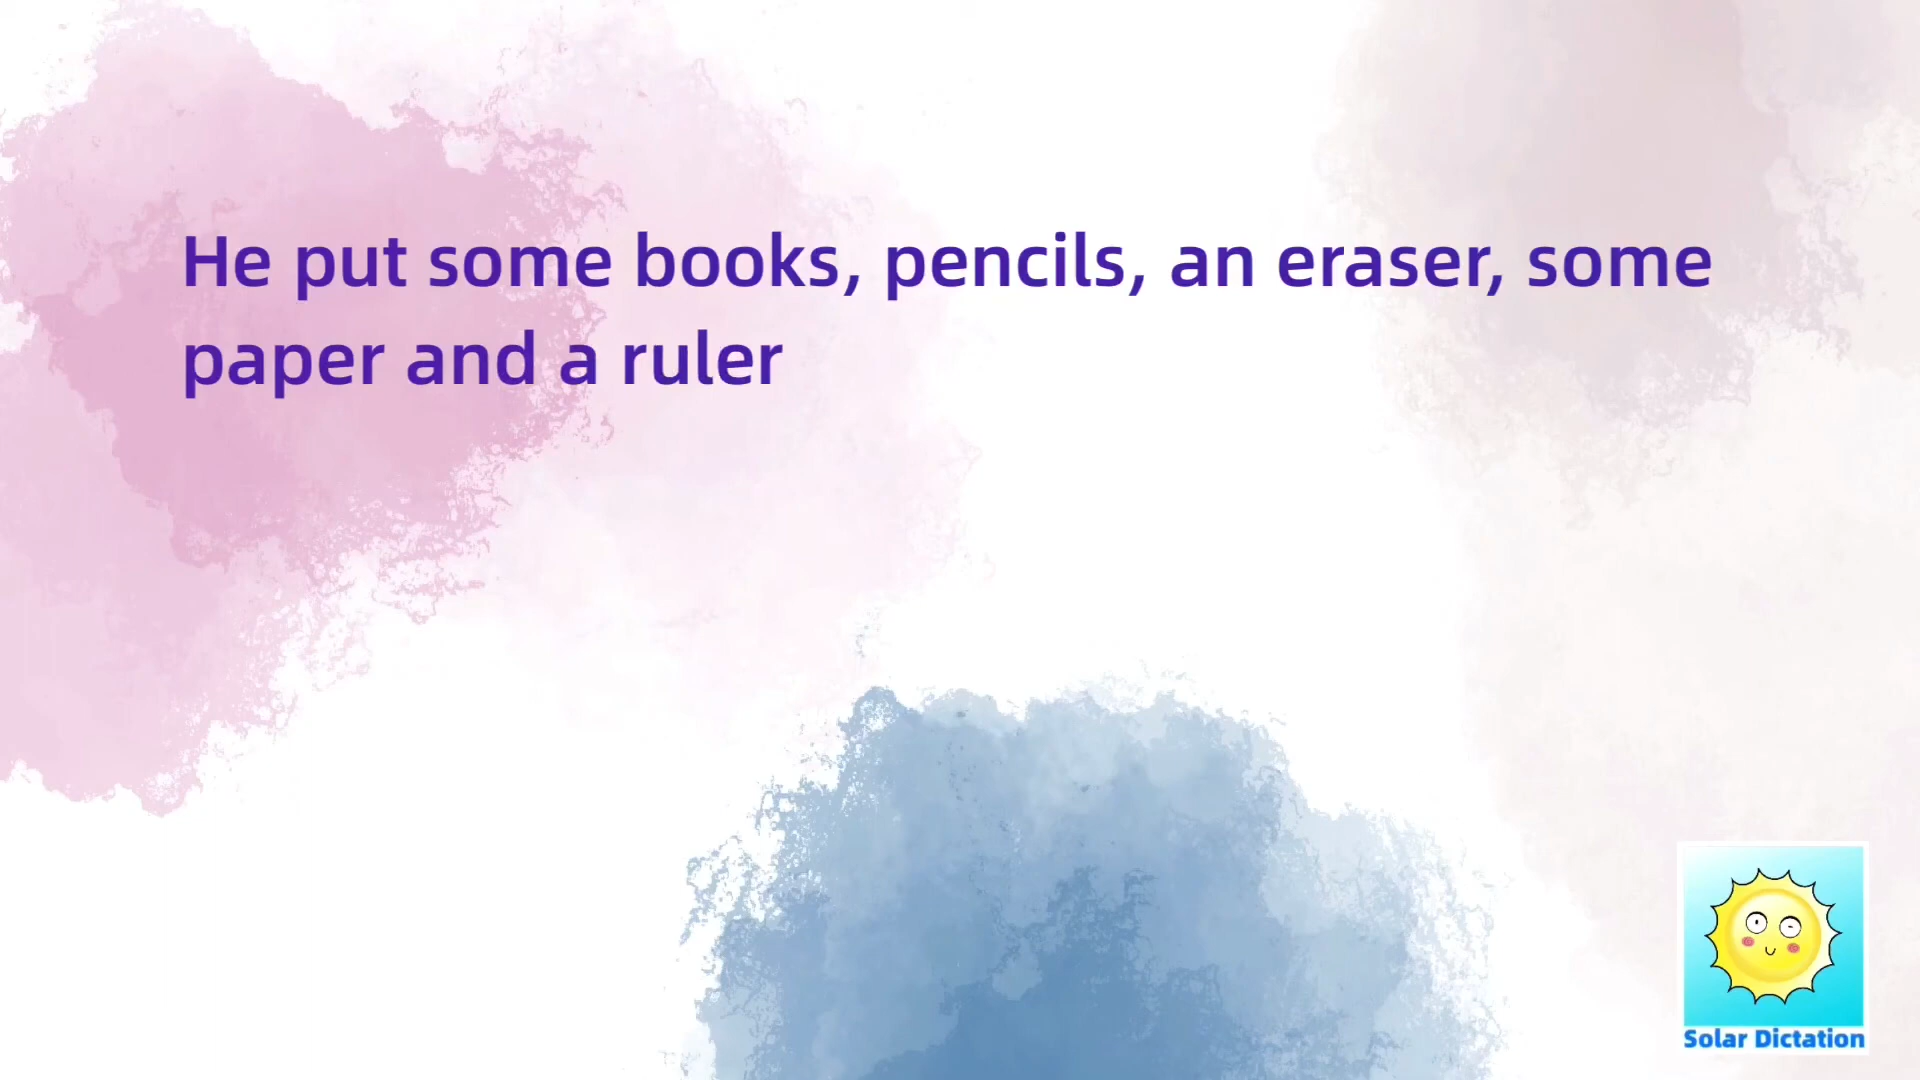 He put some books, pencils, an eraser, some
paper and a ruler
Solar Dictation